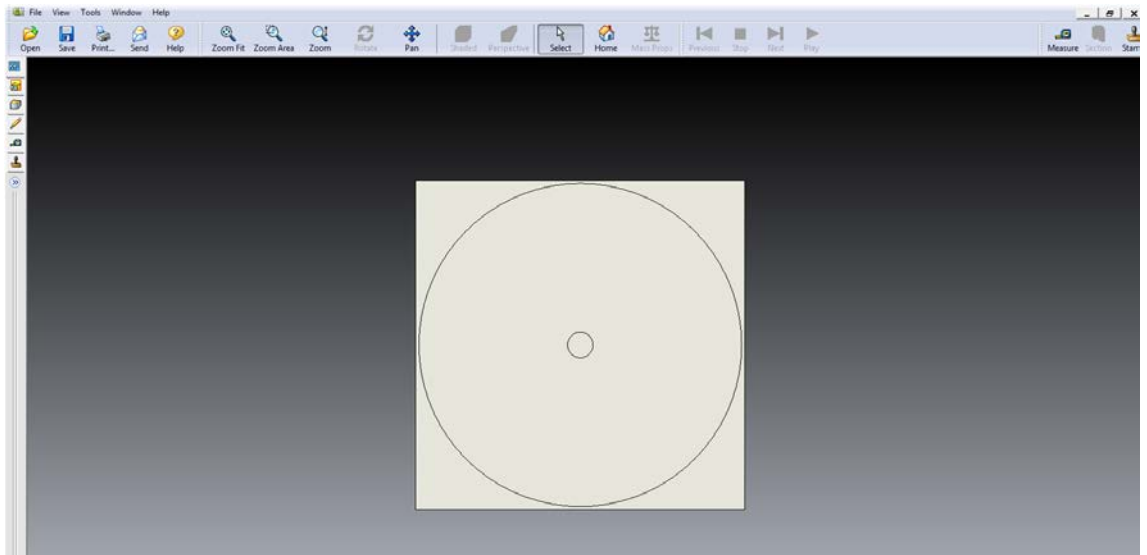 File View Tools Window Help
Open Save Print... Send Help Zoom Fit Zoom Area Zoom Rotate Pan Shaded Perspective Select Home Mass Props Previous Stop Next Play Measure Section Stam